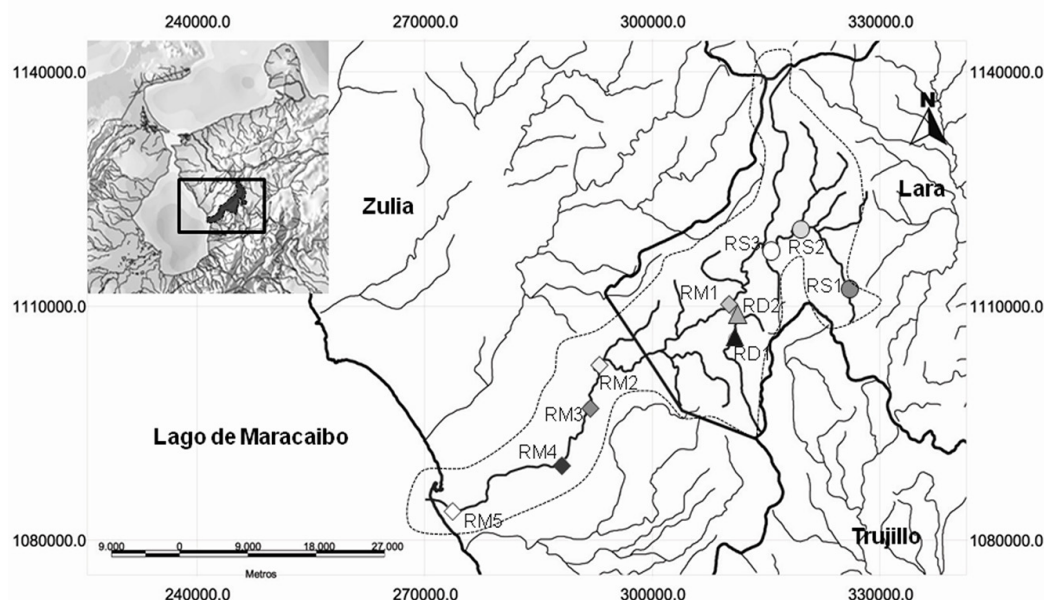 240000.0 270000.0 300000.0 330000.0
1140000.0 1140000.0
N
Lara
Zulia
RS3 RS2
RS1
RM1
RD2
1110000.0 1110000.0
RD1
RM2
RM3
Lago de Maracaibo
RM4
RM5
Trujillo
1080000.0 1080000.0
9.000 0 9.000 18.000 27.000
Metros
240000.0 270000.0 300000.0 330000.0